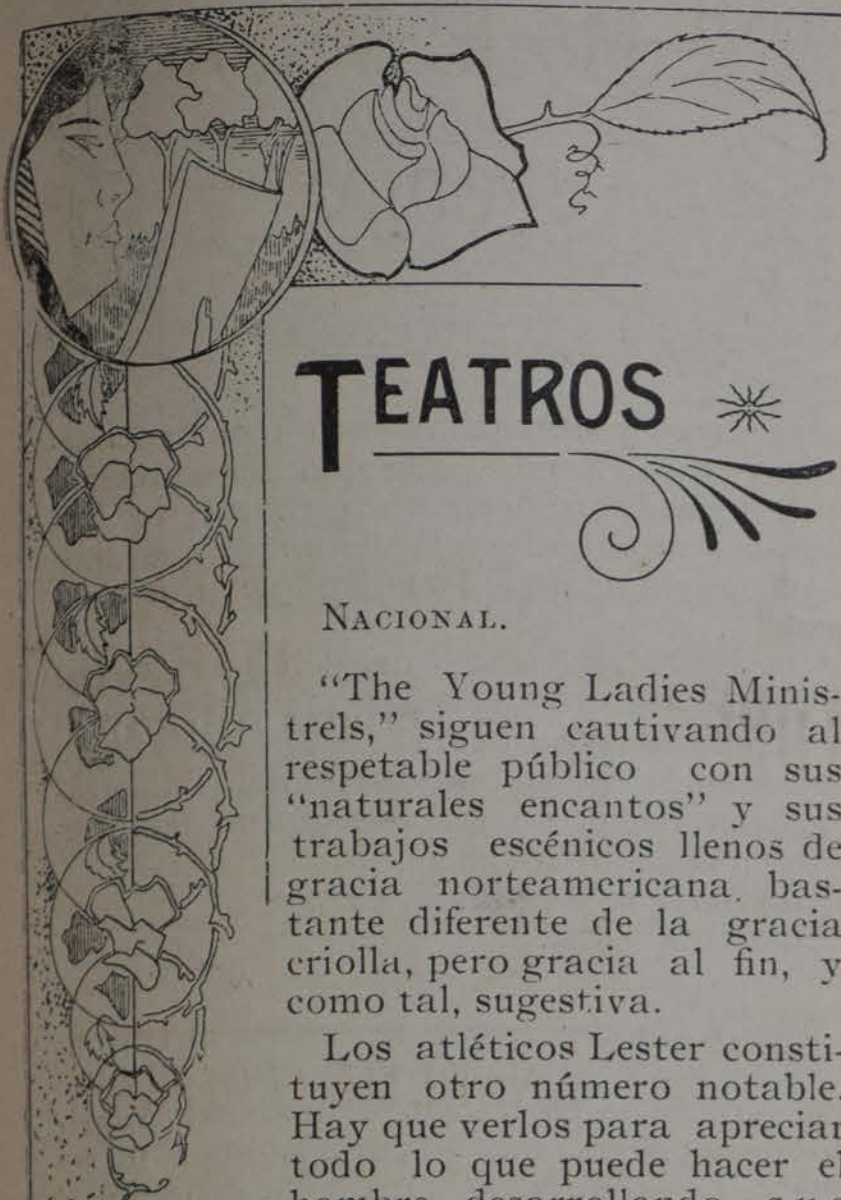 TEATROS
NACIONAL.
“The Young Ladies Minis-
trels,” siguen cautivando al
respetable público con sus
“naturales encantos” y sus
trabajos escénicos llenos de
gracia norteamericana, bas-
tante diferente de la gracia
criolla, pero gracia al fin, y
como tal, sugestiva.
Los atléticos Lester consti-
tuyen otro número notable.
Hay que verlos para apreciar
todo lo que puede hacer el
hombre desarrollando